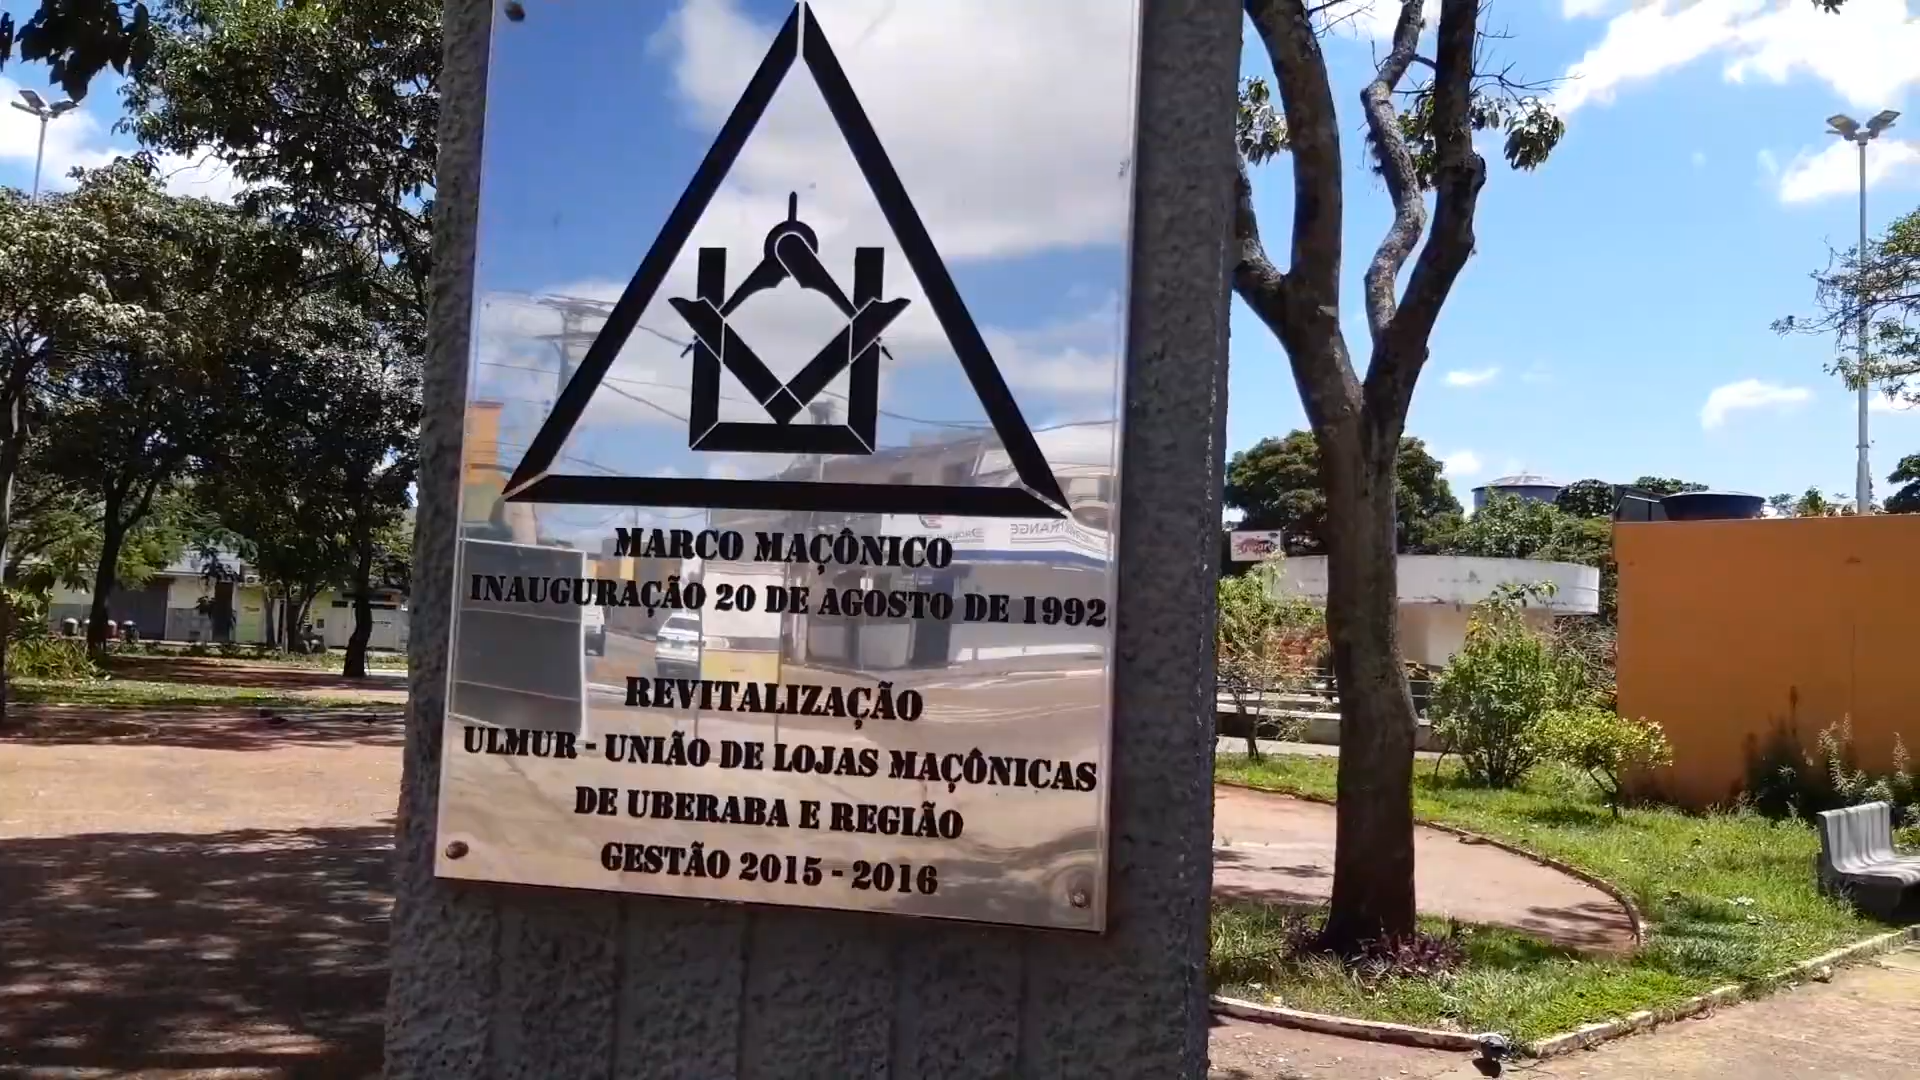 MARCO MAÇÔNICO
INAUGURAÇÃO 20 DE AGOSTO DE 1992
REVITALIZAÇÃO
ULMUR - UNIÃO DE LOJAS MAÇÔNICAS
DE UBERABA E REGIÃO
GESTÃO 2015 - 2016